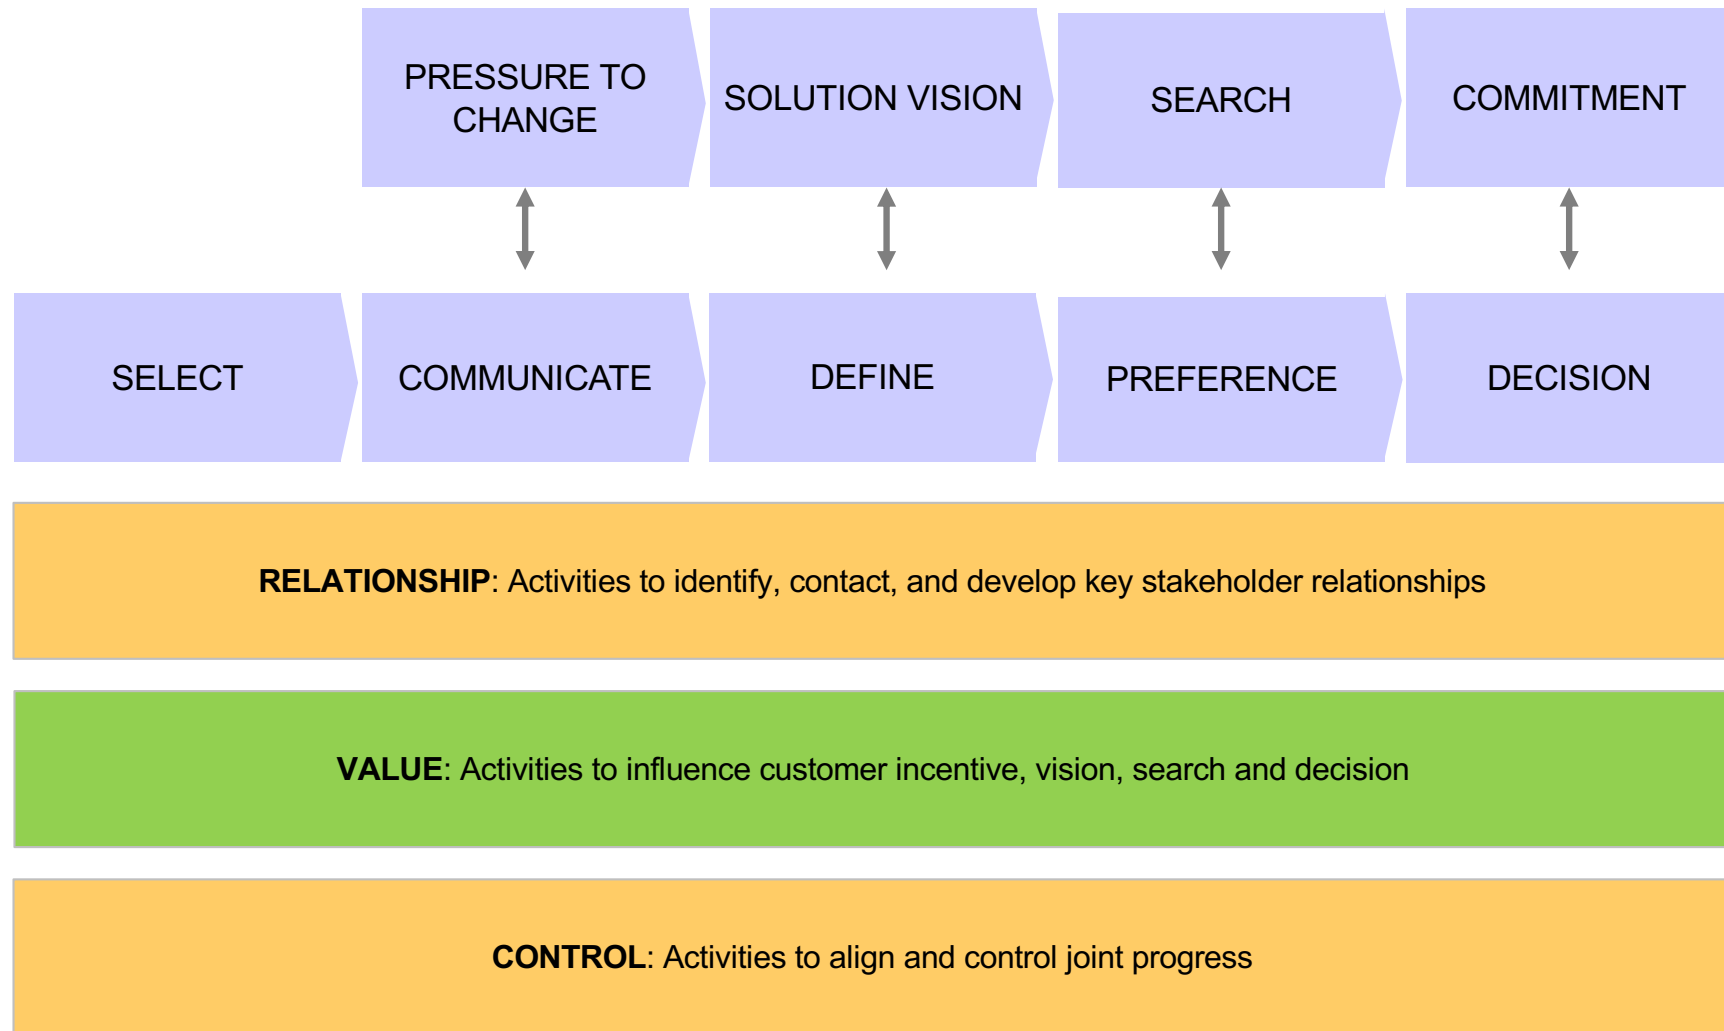 PRESSURE TO
CHANGE
SOLUTION VISION
SEARCH
COMMITMENT
SELECT
COMMUNICATE
DEFINE
PREFERENCE
DECISION
RELATIONSHIP: Activities to identify, contact, and develop key stakeholder relationships
VALUE: Activities to influence customer incentive, vision, search and decision
CONTROL: Activities to align and control joint progress